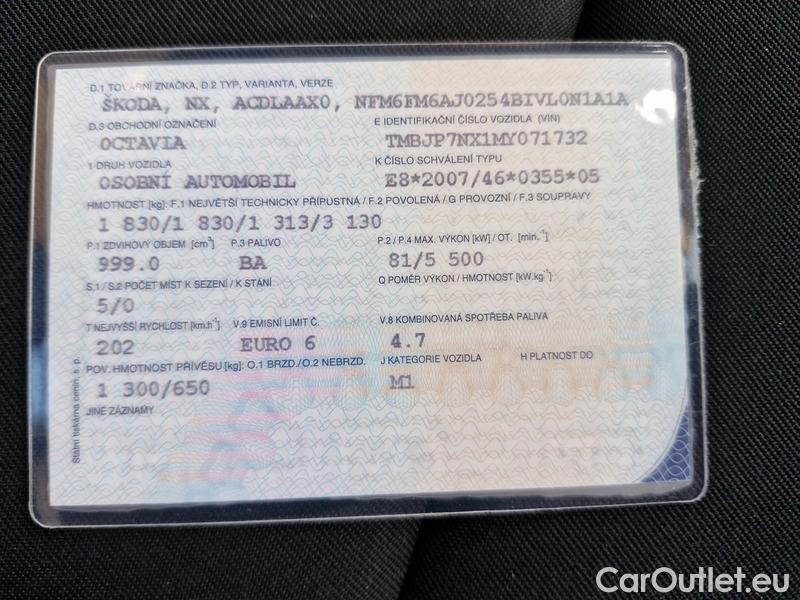 D.1 TOVÁRNÍ ZNAČKA, D.2 TYP, VARIANTA, VERZE
ŠKODA, NX, ACDLAAX0, NFM6FM6AJ0254BIVL0N1A1A
D.3 OBCHODNÍ OZNAČENÍ E IDENTIFIKAČNÍ ČÍSLO VOZIDLA (VIN)
OCTAVIA TMBJP7NX1MY071732
1 DRUH VOZIDLA K ČÍSLO SCHVÁLENÍ TYPU
OSOBNÍ AUTOMOBIL E8*2007/46*0355*05
HMOTNOST [kg]: F.1 NEJVĚTŠÍ TECHNICKY PŘÍPUSTNÁ / F.2 POVOLENÁ / G PROVOZNÍ / F.3 SOUPRAVY
1 830/1 830/1 313/3 130
P.1 ZDVIHOVÝ OBJEM [cm³] P.3 PALIVO P.2 / P.4 MAX. VÝKON [kW] / OT. [min.⁻¹]
999.0 BA 81/5 500
S.1 / S.2 POČET MÍST K SEZENÍ / K STÁNÍ Q POMĚR VÝKON / HMOTNOST [kW.kg⁻¹]
5/0
T NEJVYŠŠÍ RYCHLOST [km.h⁻¹] V.9 EMISNÍ LIMIT Č. V.8 KOMBINOVANÁ SPOTŘEBA PALIVA
202 EURO 6 4.7
POV. HMOTNOST PŘÍVĚSU [kg]: O.1 BRZD./O.2 NEBRZD. J KATEGORIE VOZIDLA H PLATNOST DO
1 300/650 M1
JINÉ ZÁZNAMY
Státní tiskárna cenin, s. p.
CarOutlet.eu